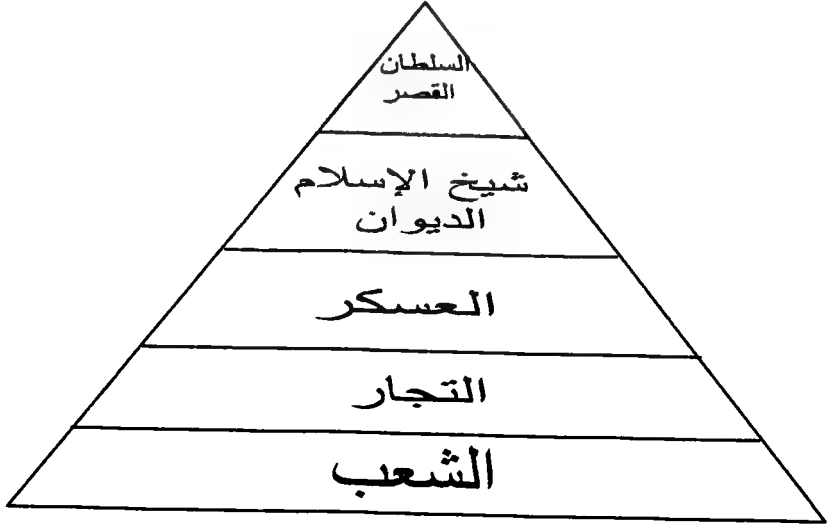 السلطان
القصر
شيخ الإسلام
الديوان
العسكر
التجار
الشعب